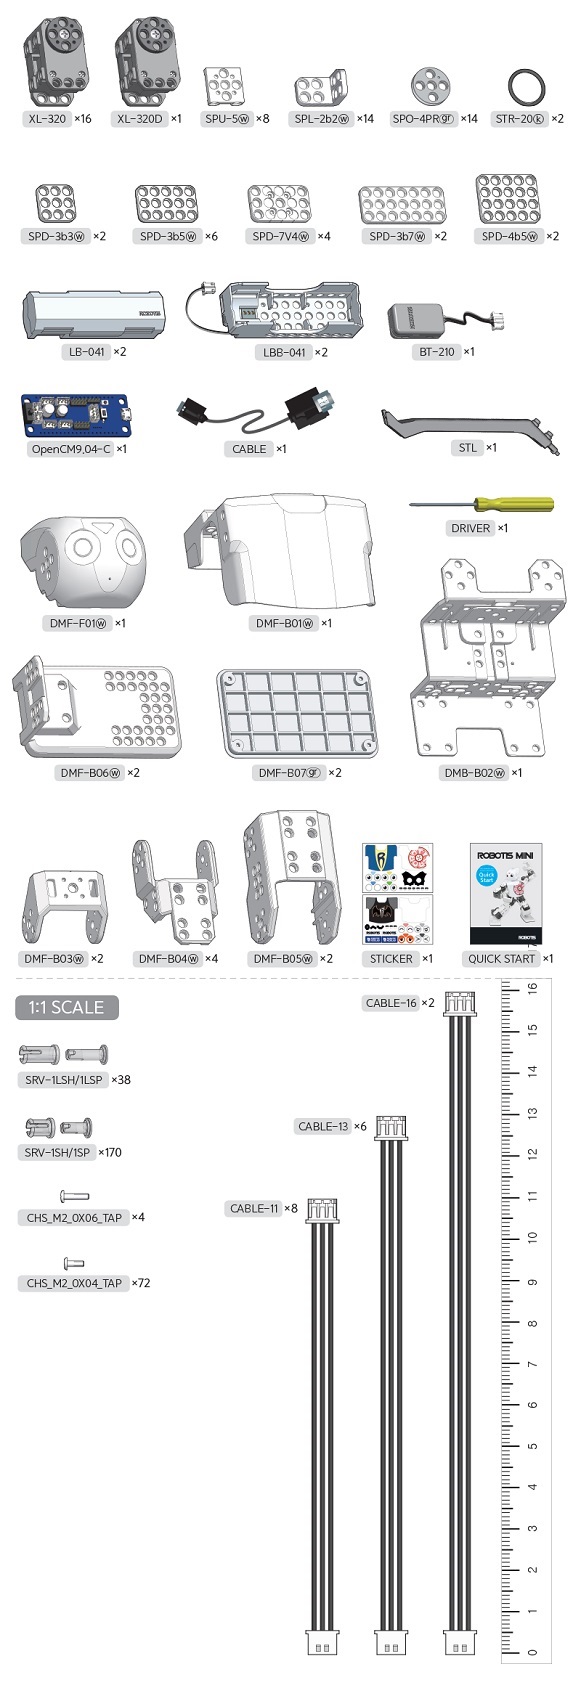 XL-320 ×16
XL-320D ×1
SPU-5ⓦ ×8
SPL-2b2ⓦ ×14
SPO-4PRgr ×14
STR-20ⓚ ×2
SPD-3b3ⓦ ×2
SPD-3b5ⓦ ×6
SPD-7V4ⓦ ×4
SPD-3b7ⓦ ×2
SPD-4b5ⓦ ×2
ROBOTIS
LB-041 ×2
LBB-041 ×2
BT-210 ×1
OpenCM9.04-C ×1
CABLE ×1
STL ×1
DRIVER ×1
DMF-F01ⓦ ×1
DMF-B01ⓦ ×1
DMF-B06ⓦ ×2
DMF-B07gr ×2
DMB-B02ⓦ ×1
R
ROBOTIS MINI
Quick
Start
ROBOTIS
DMF-B03ⓦ ×2
DMF-B04ⓦ ×4
DMF-B05ⓦ ×2
STICKER ×1
QUICK START ×1
1:1 SCALE
SRV-1LSH/1LSP ×38
SRV-1SH/1SP ×170
CHS_M2_0X06_TAP ×4
CHS_M2_0X04_TAP ×72
CABLE-11 ×8
CABLE-13 ×6
CABLE-16 ×2
16
15
14
13
12
11
10
9
8
7
6
5
4
3
2
1
0